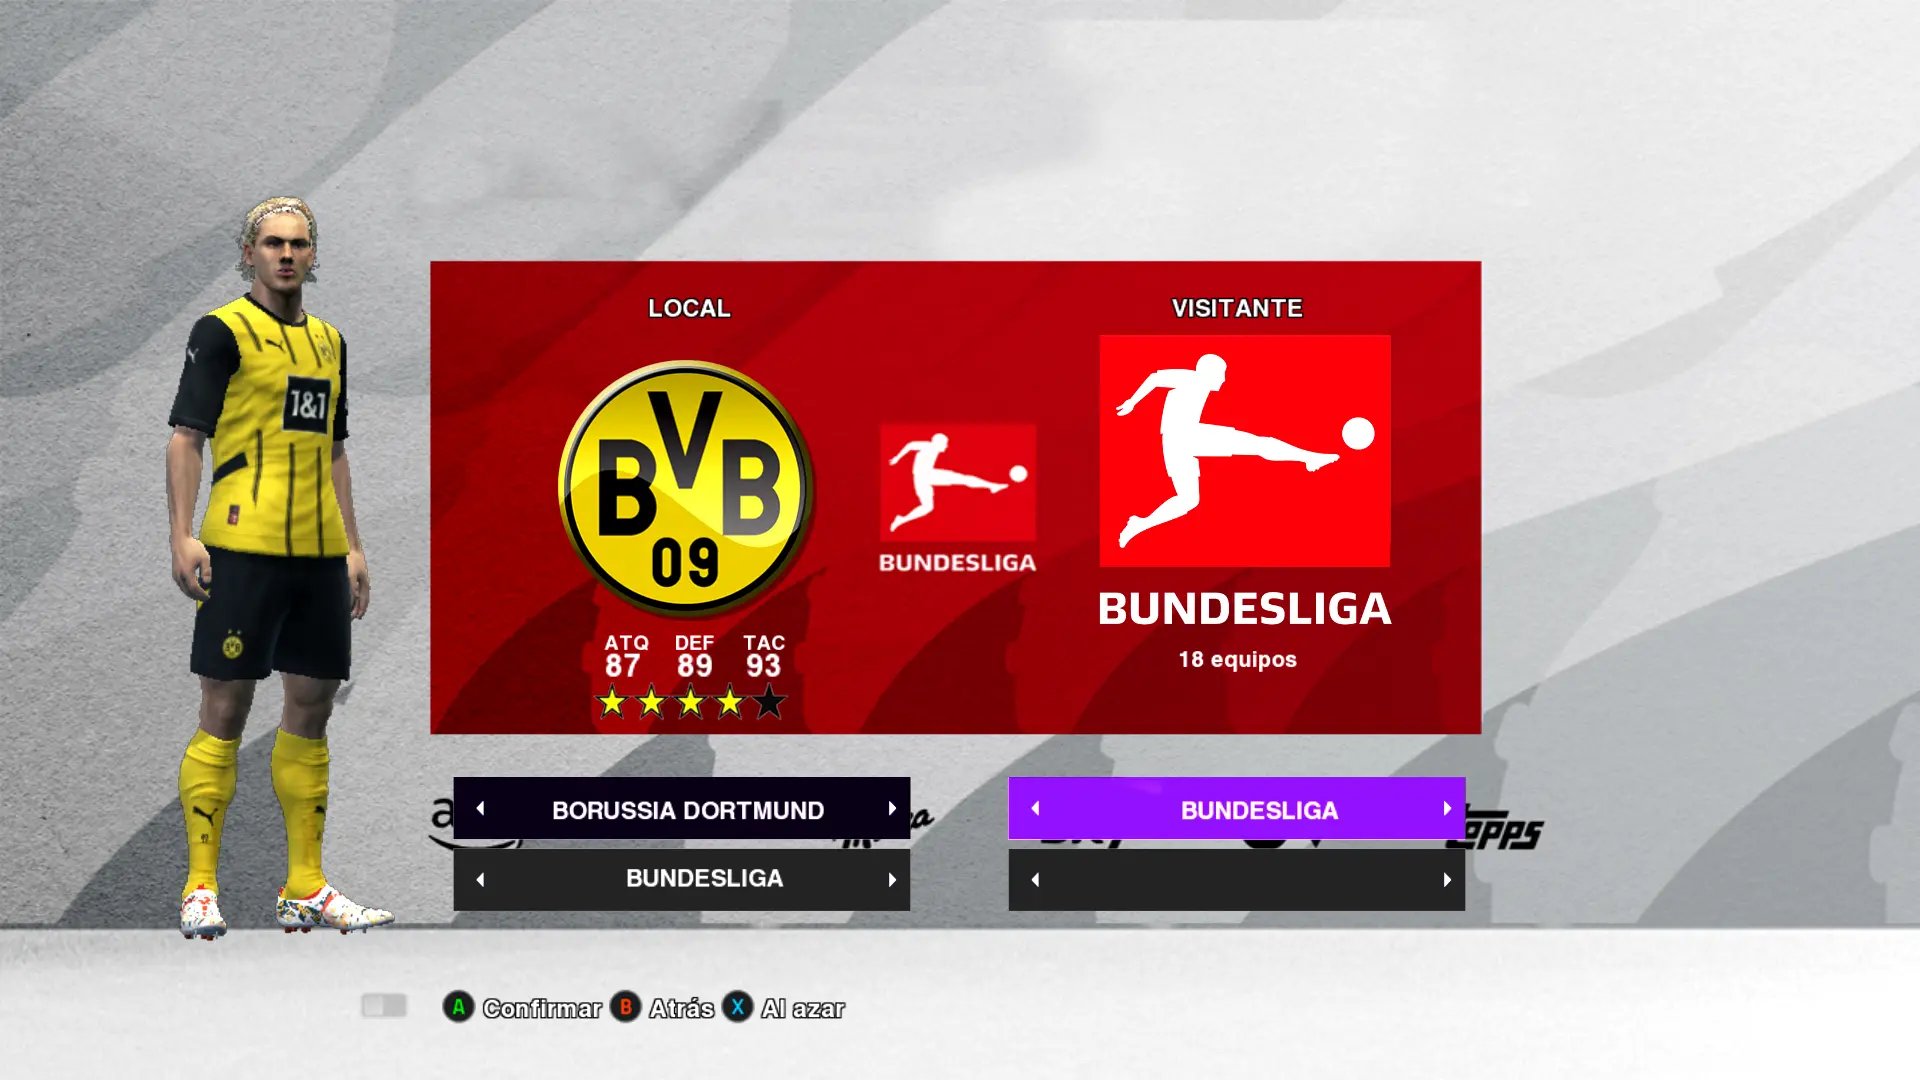 LOCAL
VISITANTE
1&1
BVB
09
BUNDESLIGA
BUNDESLIGA
18 equipos
ATQ DEF TAC
87 89 93
BORUSSIA DORTMUND
BUNDESLIGA
BUNDESLIGA
A Confirmar B Atrás X Al azar